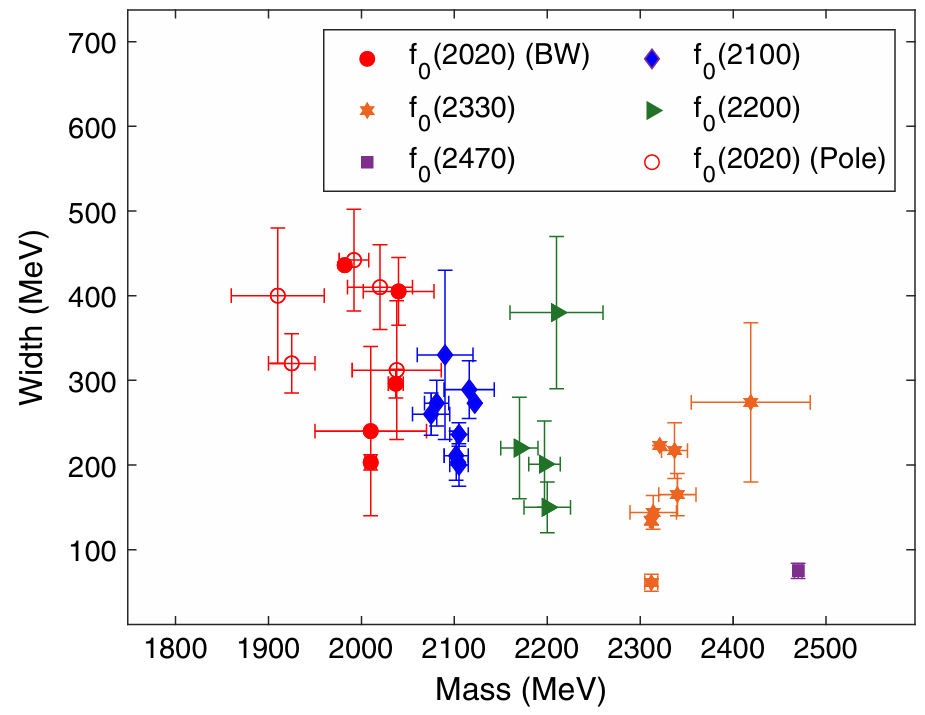 700
600
500
400
300
200
100
Width (MeV)
f0(2020) (BW)
f0(2100)
f0(2330)
f0(2200)
f0(2470)
f0(2020) (Pole)
1800 1900 2000 2100 2200 2300 2400 2500
Mass (MeV)